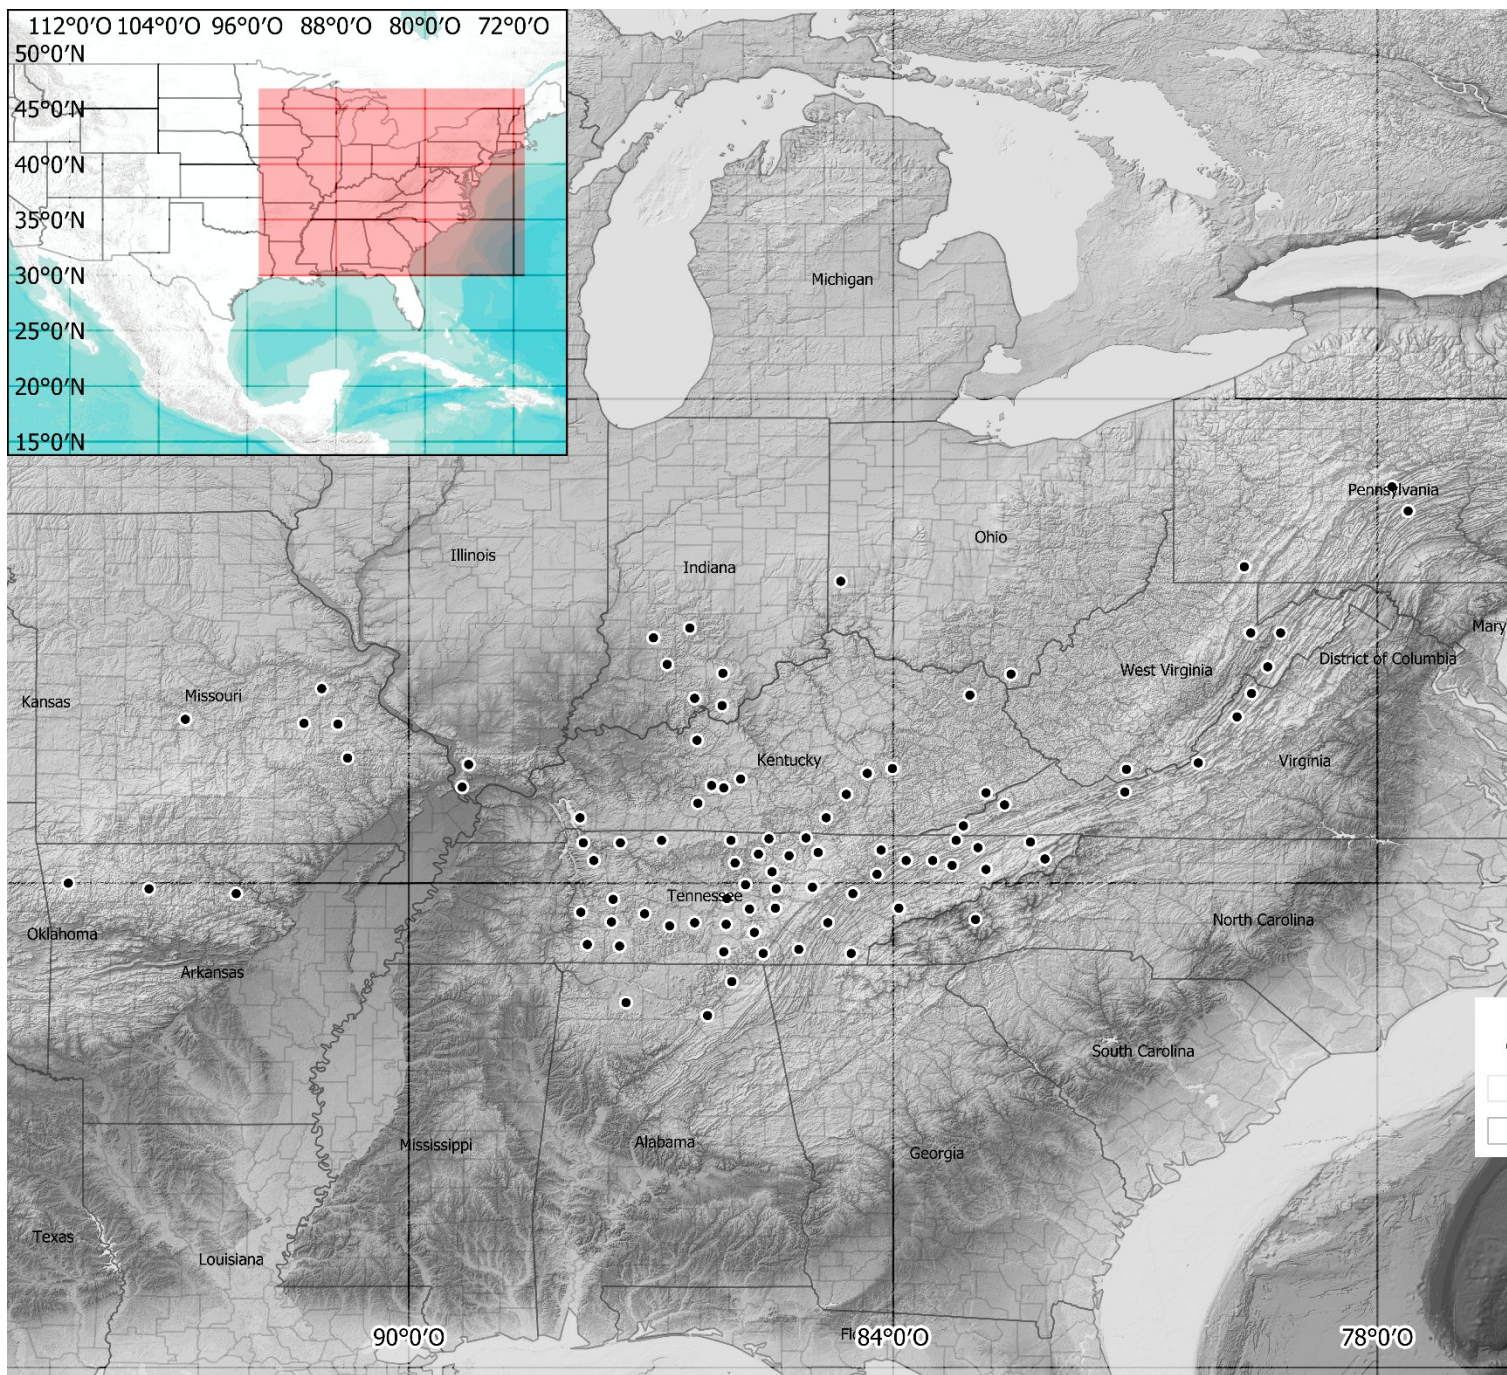 112°0′O 104°0′O 96°0′O 88°0′O 80°0′O 72°0′O
50°0′N
45°0′N
40°0′N
35°0′N
30°0′N
25°0′N
20°0′N
15°0′N
Michigan
Pennsylvania
Ohio
Illinois
Indiana
Mary
District of Columbia
West Virginia
Missouri
Kansas
Kentucky
Virginia
Tennessee
North Carolina
Oklahoma
Arkansas
South Carolina
Mississippi
Alabama
Georgia
Texas
Louisiana
90°0′O
Fl
84°0′O
78°0′O